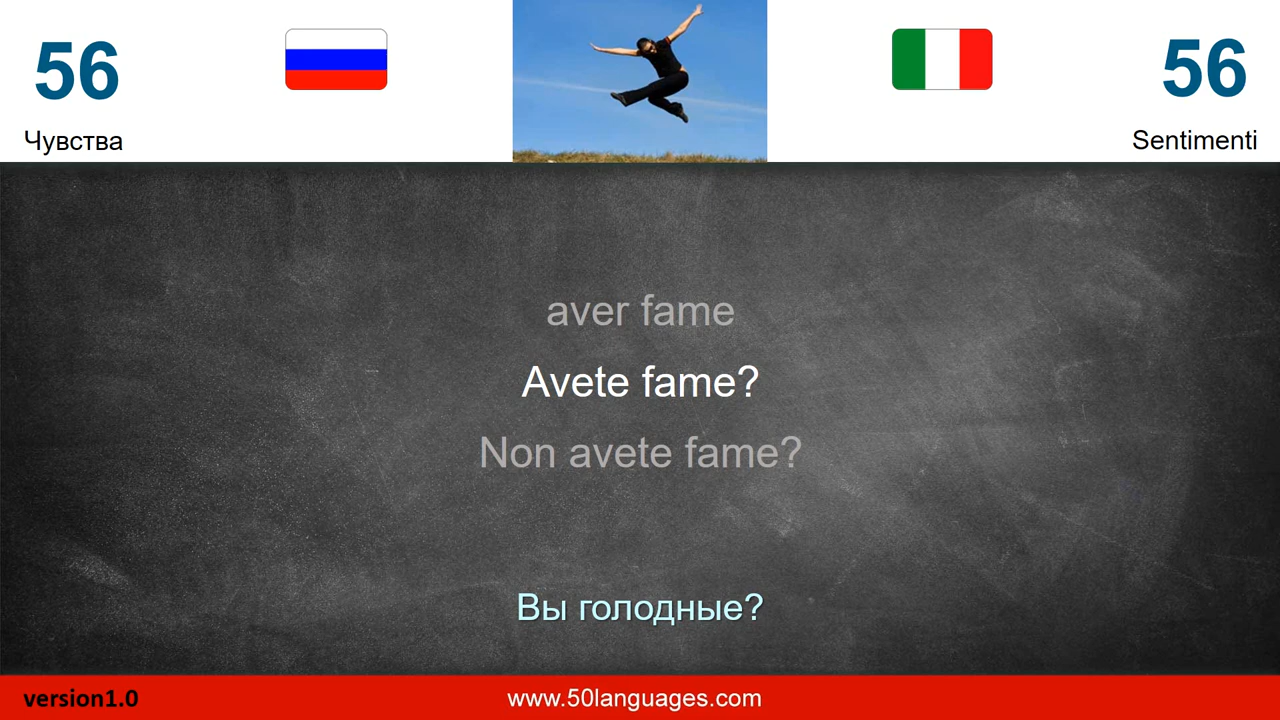 56
56
Чувства
Sentimenti
aver fame
Avete fame?
Non avete fame?
Вы голодные?
version1.0
www.50languages.com